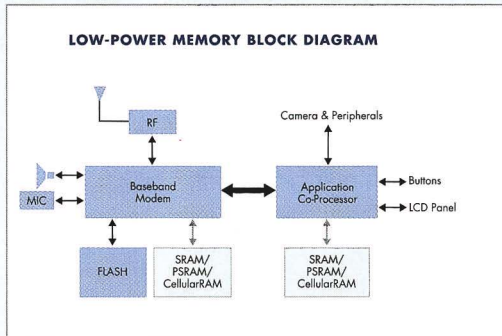 LOW-POWER MEMORY BLOCK DIAGRAM
RF
Camera & Peripherals
MIC
Baseband
Modem
Application
Co-Processor
Buttons
LCD Panel
FLASH
SRAM/
PSRAM/
CellularRAM
SRAM/
PSRAM/
CellularRAM